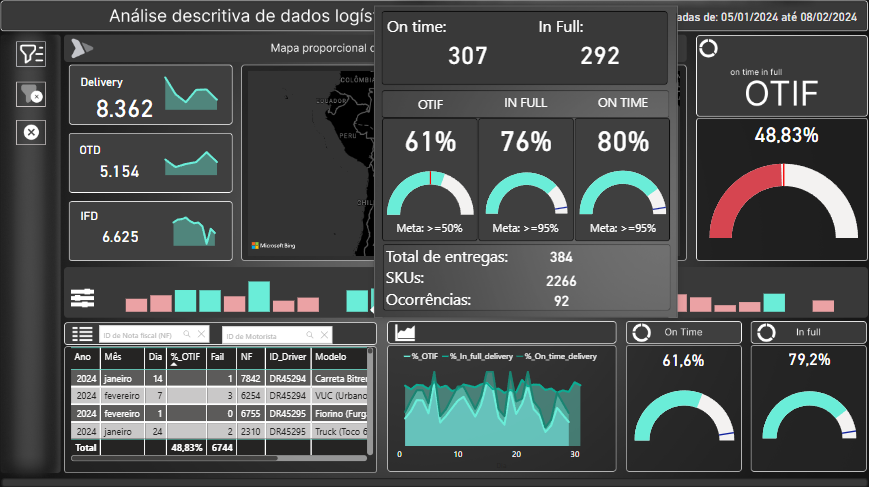 Análise descritiva de dados logíst
adas de: 05/01/2024 até 08/02/2024
Mapa proporcional d
Delivery
8.362
OTD
5.154
IFD
6.625
COLÔMBIA
EQUADOR
PERU
CHILE
Microsoft Bing
On time: In Full:
307 292
OTIF IN FULL ON TIME
61% 76% 80%
Meta: >=50% Meta: >=95% Meta: >=95%
Total de entregas: 384
SKUs: 2266
Ocorrências: 92
on time in full
OTIF
48,83%
ID de Nota fiscal (NF) ID de Motorista
Ano Mês Dia %_OTIF Fail NF ID_Driver Modelo
2024 janeiro 14 1 7842 DR45294 Carreta Bitrem
2024 fevereiro 7 3 6254 DR45294 VUC (Urbano
2024 fevereiro 1 0 6755 DR45295 Fiorino (Furg.
2024 janeiro 24 2 2310 DR45295 Truck (Toco 6
Total 48,83% 6744
%_OTIF %_In_full_delivery %_On_time_delivery
0 10 20 30
On Time
61,6%
In full
79,2%